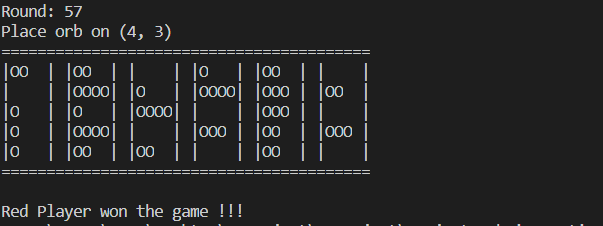 Round: 57
Place orb on (4, 3)
=========================================
|OO  | |OO  | |    | |O   | |OO  | |    |
|    | |OOOO| |O   | |OOOO| |OOO | |OO  |
|O   | |O   | |OOOO| |    | |OOO | |    |
|O   | |OOOO| |    | |OOO | |OO  | |OOO |
|O   | |OO  | |OO  | |    | |OO  | |    |
=========================================
Red Player won the game !!!